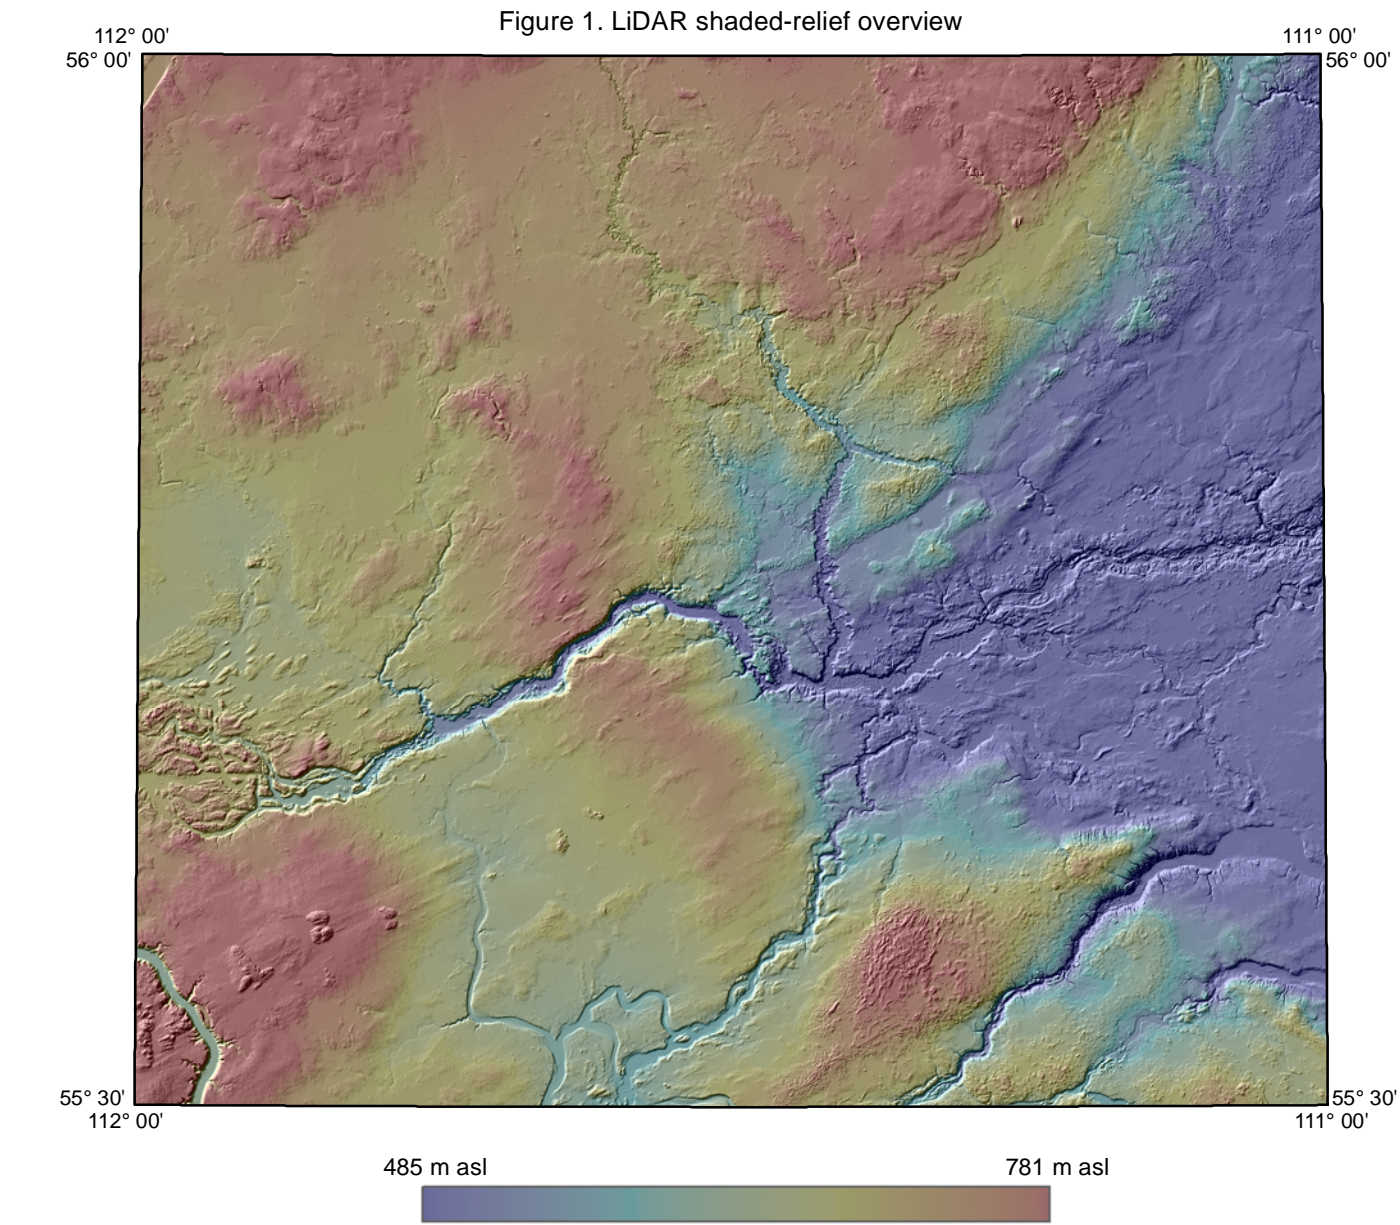 Figure 1. LiDAR shaded-relief overview
112° 00' 111° 00'
56° 00' 56° 00'
55° 30' 55° 30'
112° 00' 111° 00'
485 m asl 781 m asl